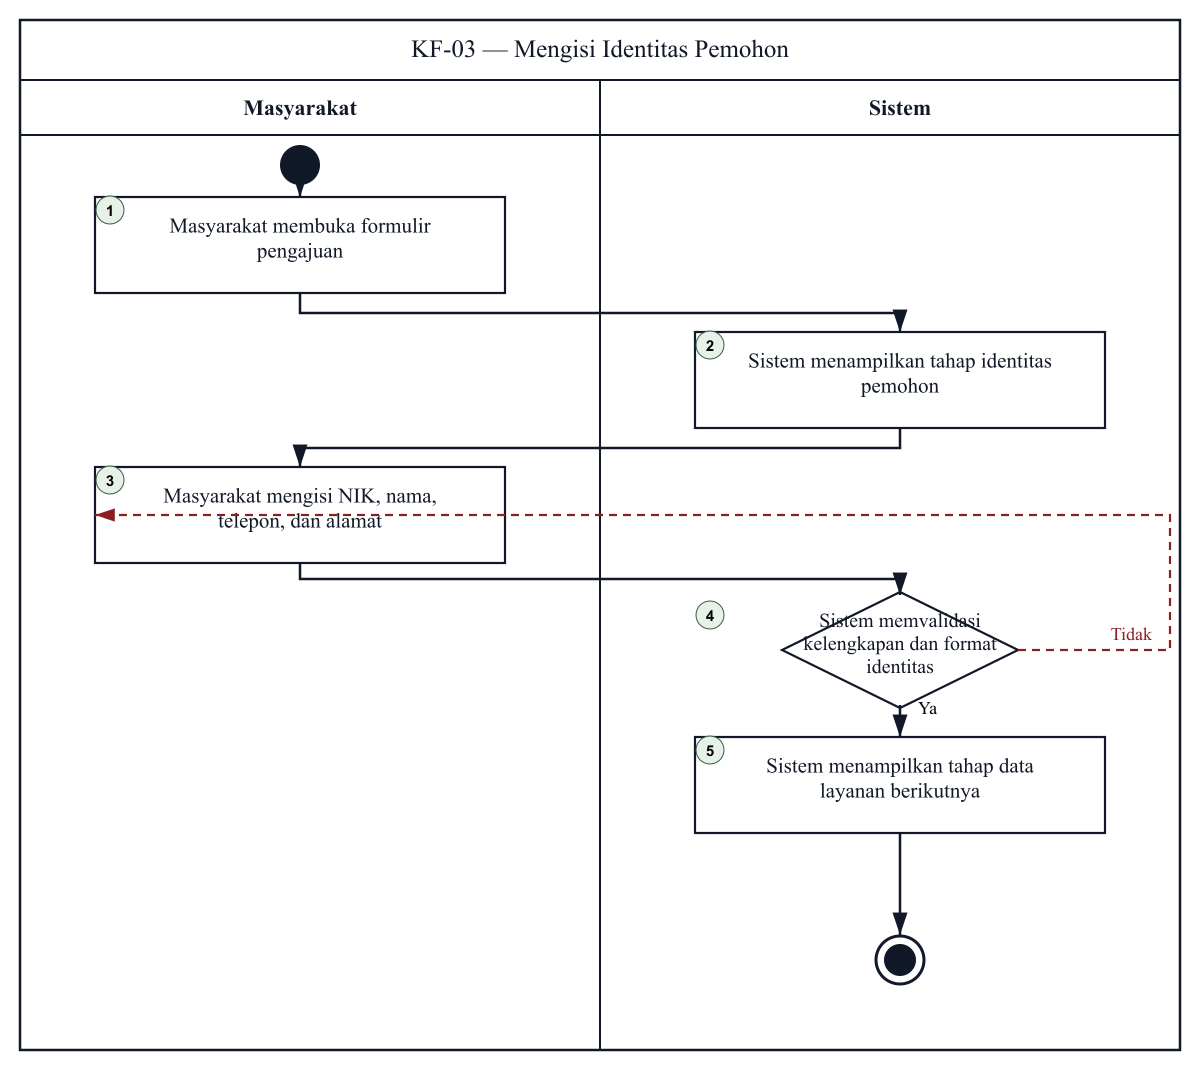 KF-03 — Mengisi Identitas Pemohon
Masyarakat
Sistem
1
Masyarakat membuka formulir
pengajuan
2
Sistem menampilkan tahap identitas
pemohon
3
Masyarakat mengisi NIK, nama,
telepon, dan alamat
4
Sistem memvalidasi
kelengkapan dan format
identitas
Tidak
Ya
5
Sistem menampilkan tahap data
layanan berikutnya